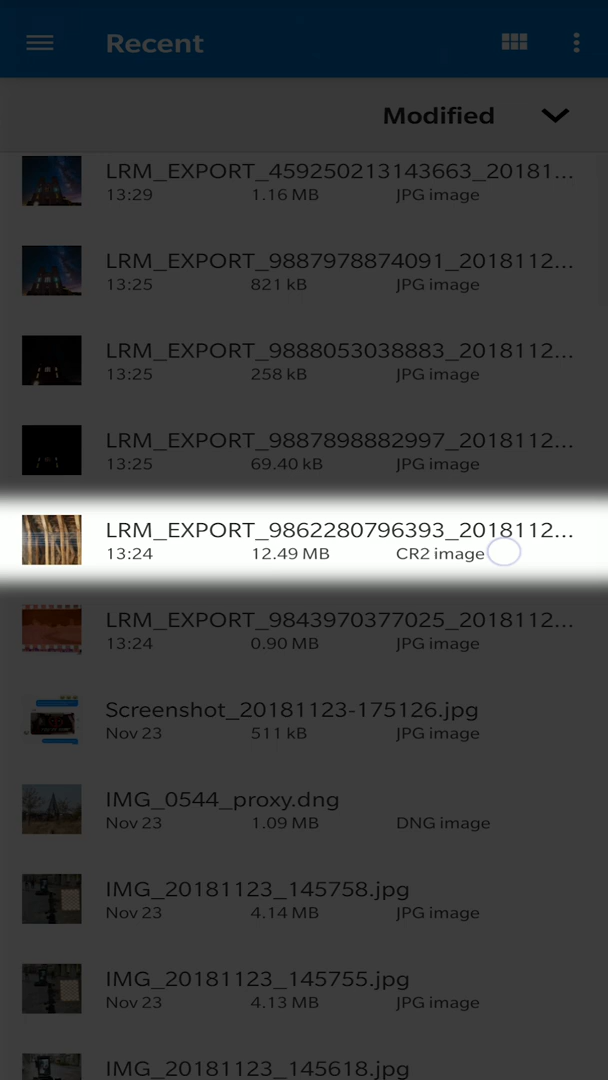 Recent
Modified
LRM_EXPORT_459250213143663_20181...
13:29 1.16 MB JPG image
LRM_EXPORT_9887978874091_2018112...
13:25 821 kB JPG image
LRM_EXPORT_9888053038883_2018112...
13:25 258 kB JPG image
LRM_EXPORT_9887898882997_2018112...
13:25 69.40 kB JPG image
LRM_EXPORT_9862280796393_2018112...
13:24 12.49 MB CR2 image
LRM_EXPORT_9843970377025_2018112...
13:24 0.90 MB JPG image
Screenshot_20181123-175126.jpg
Nov 23 511 kB JPG image
IMG_0544_proxy.dng
Nov 23 1.09 MB DNG image
IMG_20181123_145758.jpg
Nov 23 4.14 MB JPG image
IMG_20181123_145755.jpg
Nov 23 4.13 MB JPG image
IMG_20181123_145618.jpg